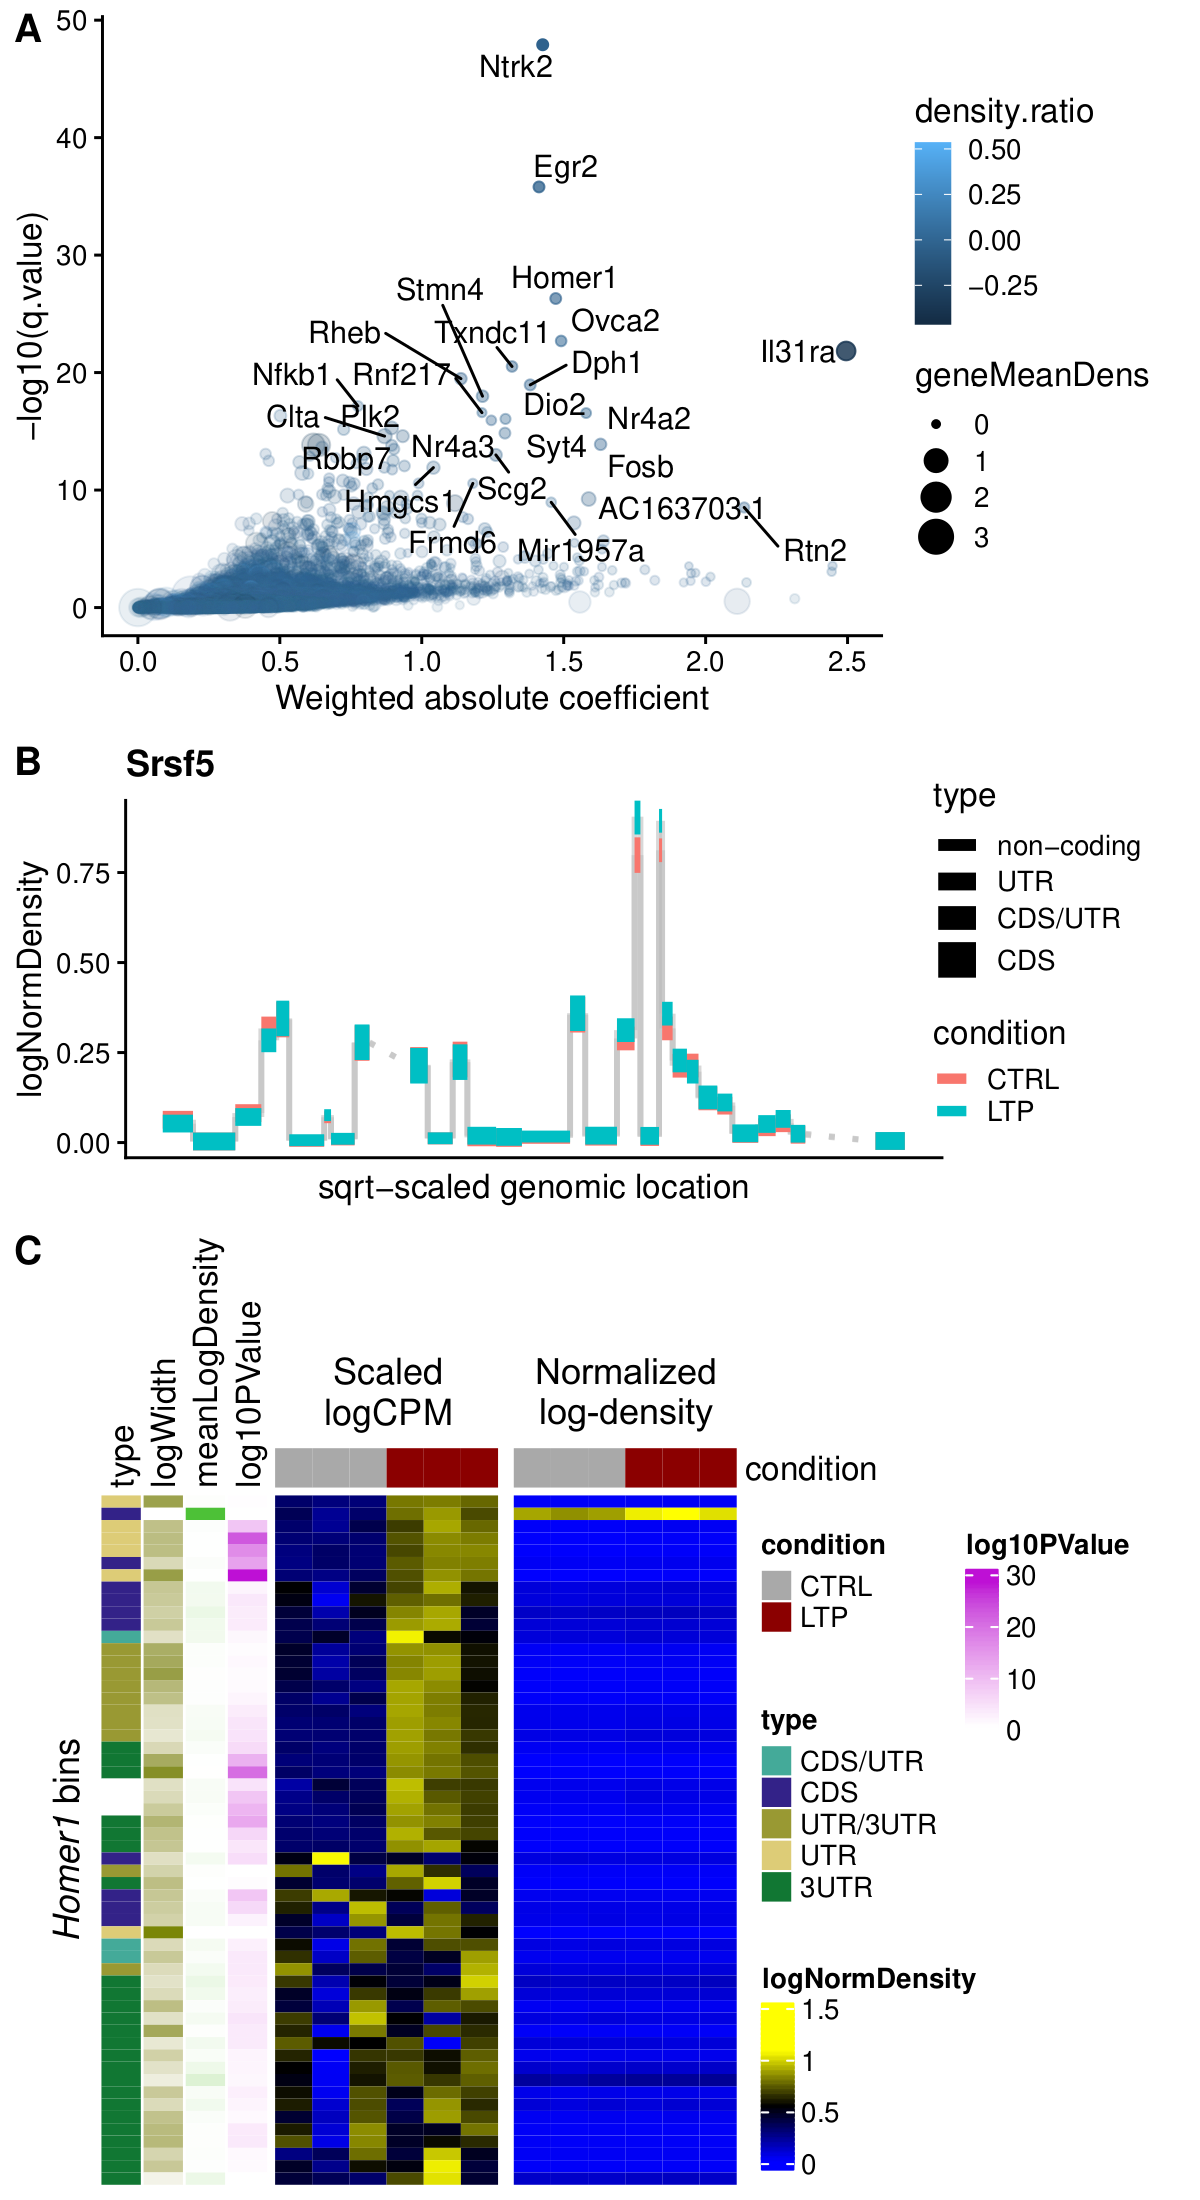 A
50
40
30
20
10
0
−log10(q.value)
0.0
0.5
1.0
1.5
2.0
2.5
Weighted absolute coefficient
Ntrk2
Egr2
Homer1
Stmn4
Ovca2
Rheb
Txndc11
Il31ra
Dph1
Nfkb1
Rnf217
Dio2
Clta
Plk2
Nr4a2
Nr4a3
Syt4
Rbbp7
Fosb
Scg2
Hmgcs1
AC163703.1
Frmd6
Mir1957a
Rtn2
density.ratio
0.50
0.25
0.00
−0.25
geneMeanDens
0
1
2
3
B
Srsf5
logNormDensity
0.75
0.50
0.25
0.00
sqrt−scaled genomic location
type
non−coding
UTR
CDS/UTR
CDS
condition
CTRL
LTP
C
type
logWidth
meanLogDensity
log10PValue
Scaled
logCPM
Normalized
log-density
condition
Homer1 bins
condition
CTRL
LTP
log10PValue
30
20
10
0
type
CDS/UTR
CDS
UTR/3UTR
UTR
3UTR
logNormDensity
1.5
1
0.5
0